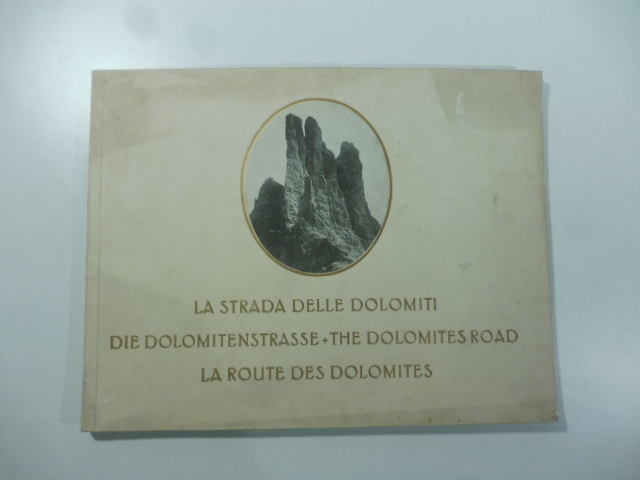 LA STRADA DELLE DOLOMITI
DIE DOLOMITENSTRASSE + THE DOLOMITES ROAD
LA ROUTE DES DOLOMITES